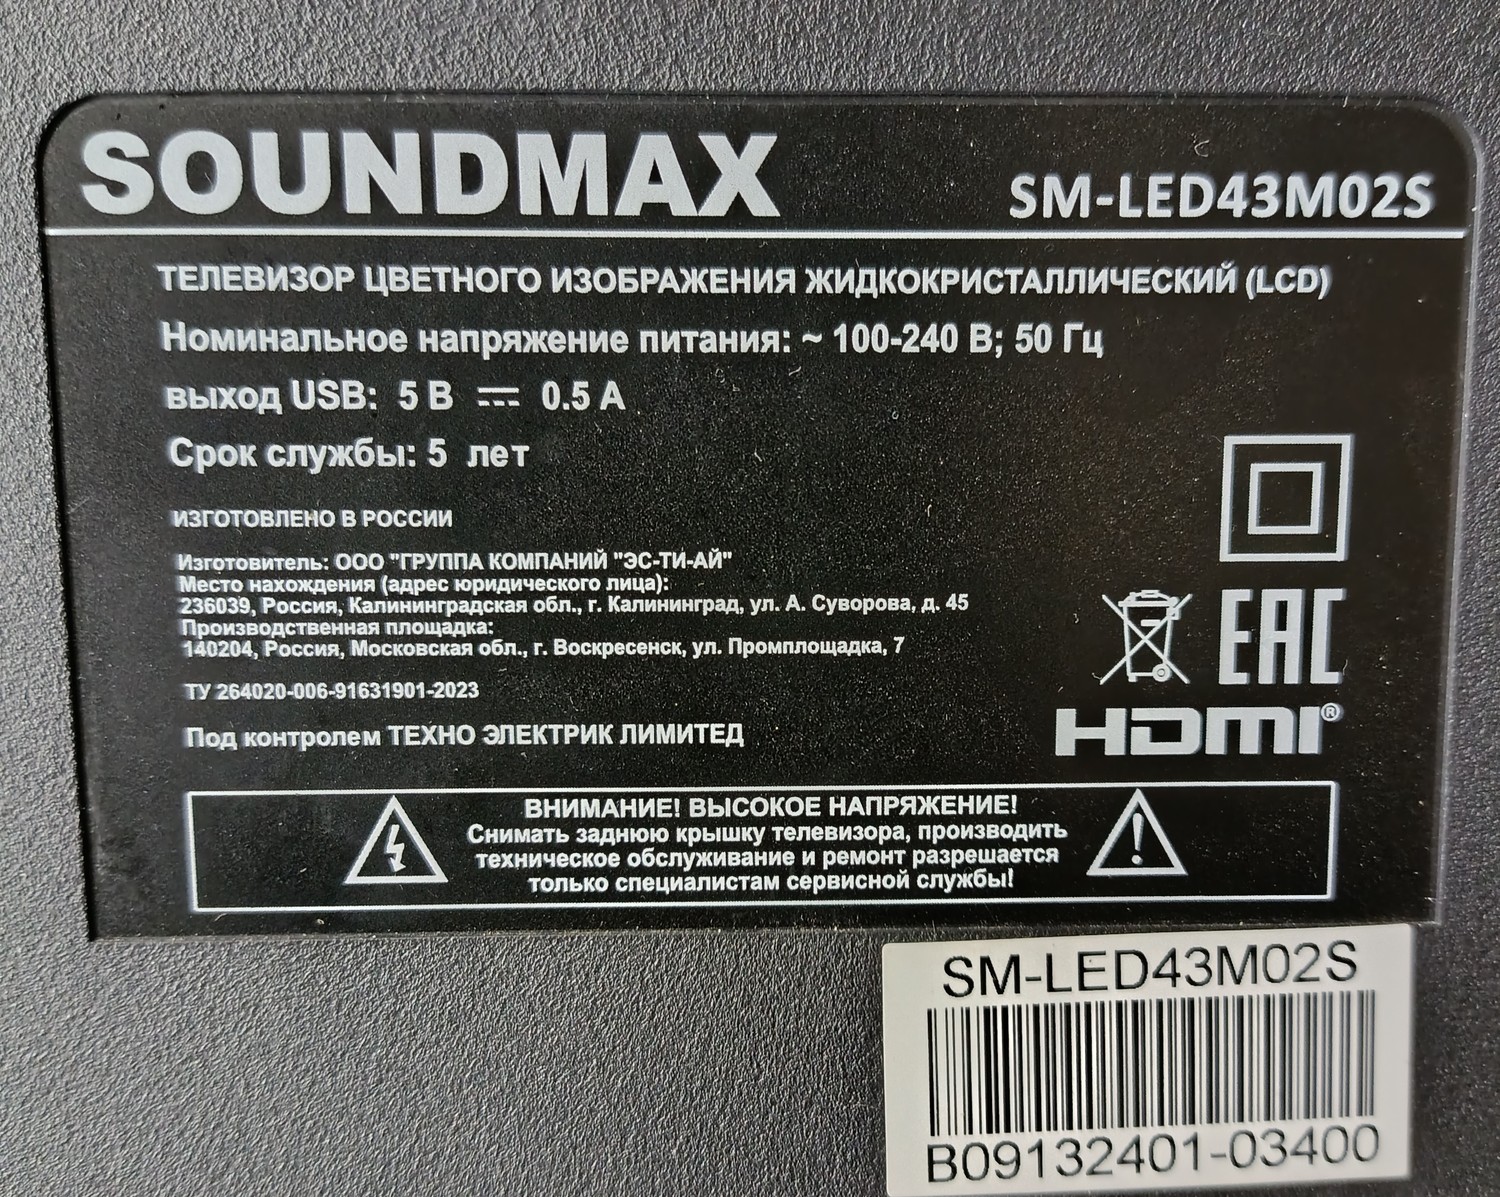 SOUNDMAX
SM-LED43M02S
ТЕЛЕВИЗОР ЦВЕТНОГО ИЗОБРАЖЕНИЯ ЖИДКОКРИСТАЛЛИЧЕСКИЙ (LCD)
Номинальное напряжение питания: ~ 100-240 В; 50 Гц
выход USB: 5 В ⎓ 0.5 А
Срок службы: 5 лет
ИЗГОТОВЛЕНО В РОССИИ
Изготовитель: ООО "ГРУППА КОМПАНИЙ "ЭС-ТИ-АЙ"
Место нахождения (адрес юридического лица):
236039, Россия, Калининградская обл., г. Калининград, ул. А. Суворова, д. 45
Производственная площадка:
140204, Россия, Московская обл., г. Воскресенск, ул. Промплощадка, 7
ТУ 264020-006-91631901-2023
Под контролем ТЕХНО ЭЛЕКТРИК ЛИМИТЕД
EAC
HDMI®
ВНИМАНИЕ! ВЫСОКОЕ НАПРЯЖЕНИЕ!
Снимать заднюю крышку телевизора, производить
техническое обслуживание и ремонт разрешается
только специалистам сервисной службы!
SM-LED43M02S
B09132401-03400